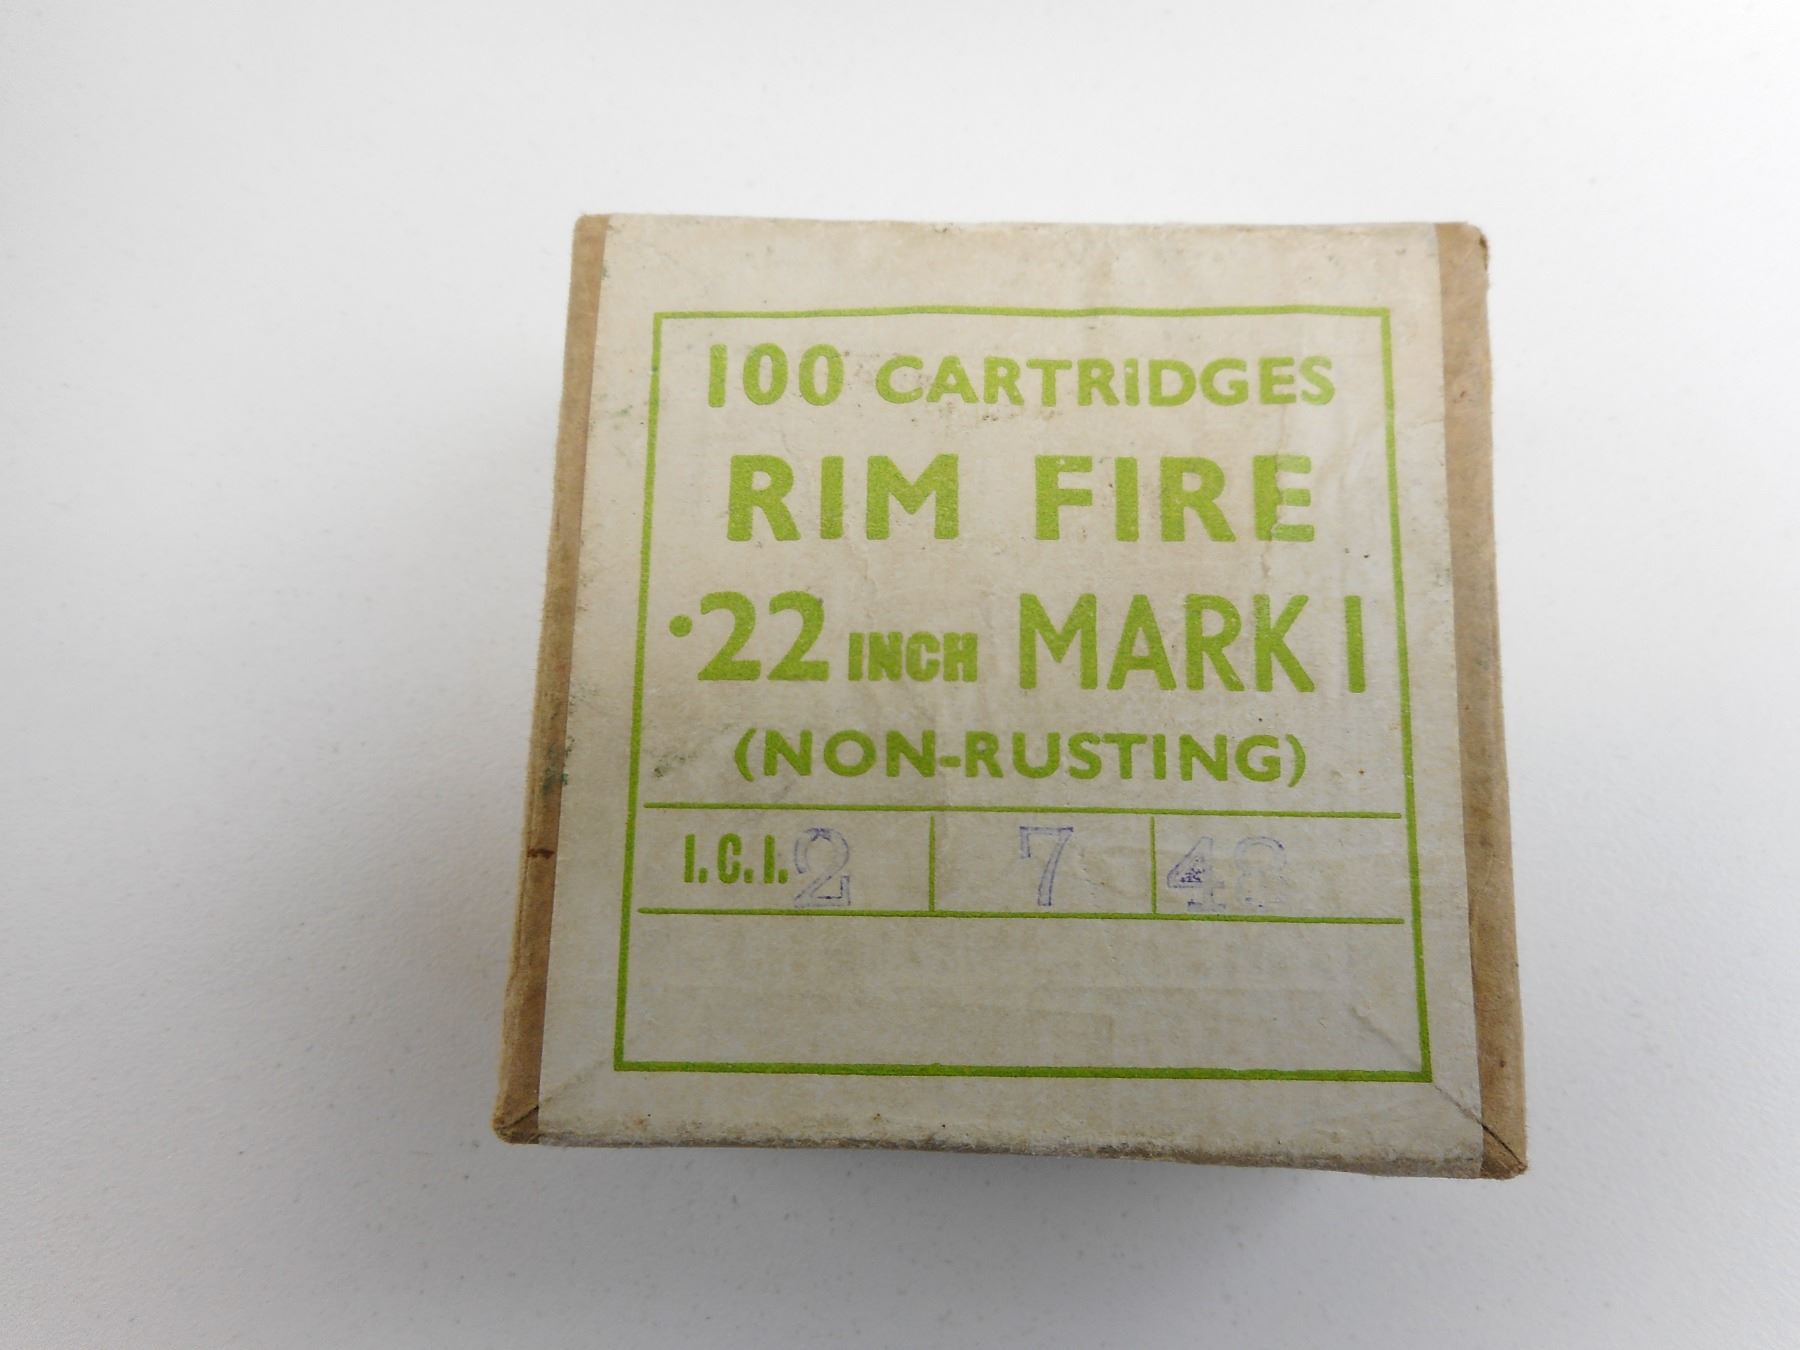 100 CARTRIDGES
RIM FIRE
.22 INCH MARK I
(NON-RUSTING)
I.C.I. 2 7 48